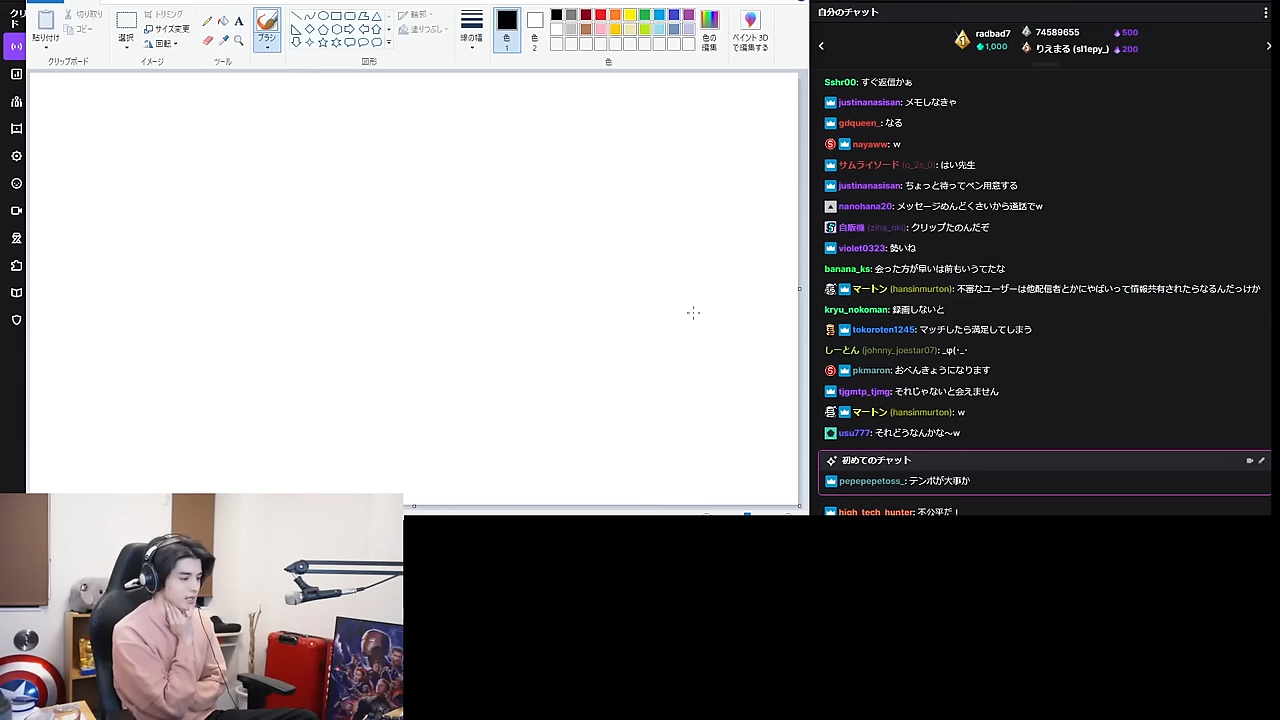 クリ
貼り付け
切り取り
コピー
クリップボード
選択
トリミング
サイズ変更
回転
イメージ
A
ツール
ブラシ
輪郭
塗りつぶし
図形
線の幅
色
1
色
2
色
色の
編集
ペイント 3D
で編集する
自分のチャット
1 radbad7 1,000
74589655 500
りえまる (sl1epy_) 200
Sshr00: すぐ返信かぁ
justinanasisan: メモしなきゃ
gdqueen_: なる
nayaww: w
サムライソード (o_2s_0): はい先生
justinanasisan: ちょっと待ってペン用意する
nanohana20: メッセージめんどくさいから通話でw
自販機 (ziha_nki): クリップたのんだぞ
violet0323: 勢いね
banana_ks: 会った方が早いは前もいうてたな
マートン (hansinmurton): 不審なユーザーは他配信者とかにやばいって情報共有されたらなるんだっけか
kryu_nokoman: 録画しないと
tokoroten1245: マッチしたら満足してしまう
しーとん (johnny_joestar07): _φ(･_･
pkmaron: おべんきょうになります
tjgmtp_tjmg: それじゃないと会えません
マートン (hansinmurton): w
usu777: それどうなんかな～w
初めてのチャット
pepepepetoss_: テンポが大事か
high_tech_hunter: 不公平だ！